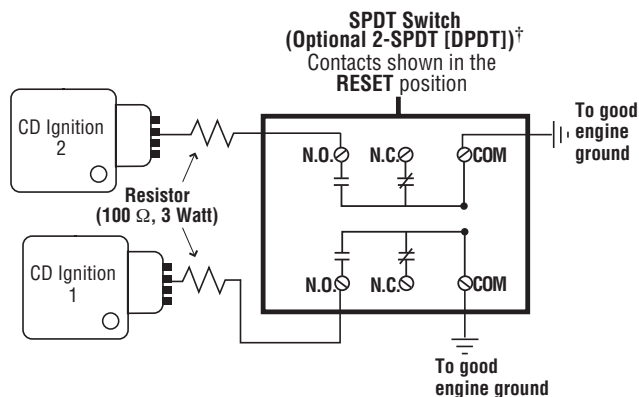 SPDT Switch
(Optional 2-SPDT [DPDT])†
Contacts shown in the
RESET position
To good
engine
ground
CD Ignition
2
N.O.
N.C.
COM
Resistor
(100 Ω, 3 Watt)
CD Ignition
1
N.O.
N.C.
COM
To good
engine ground